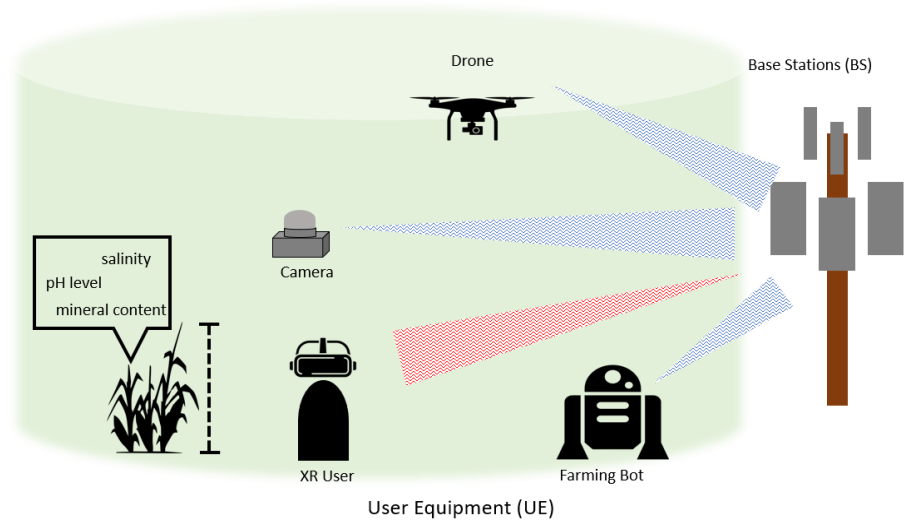 Drone
Base Stations (BS)
salinity
pH level
mineral content
Camera
XR User
Farming Bot
User Equipment (UE)